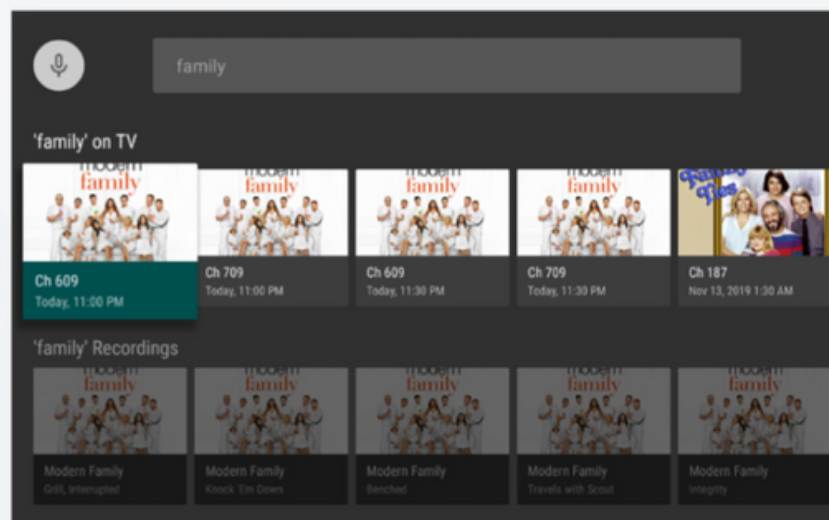 family
'family' on TV
modern
family
Ch 609
Today, 11:00 PM
modern
family
Ch 709
Today, 11:00 PM
modern
family
Ch 609
Today, 11:30 PM
modern
family
Ch 709
Today, 11:30 PM
Family
Ties
Ch 187
Nov 13, 2019 1:30 AM
'family' Recordings
modern
family
Modern Family
Grill, Interrupted
modern
family
Modern Family
Knock 'Em Down
modern
family
Modern Family
Benched
modern
family
Modern Family
Travels with Scout
modern
family
Modern Family
Integrity